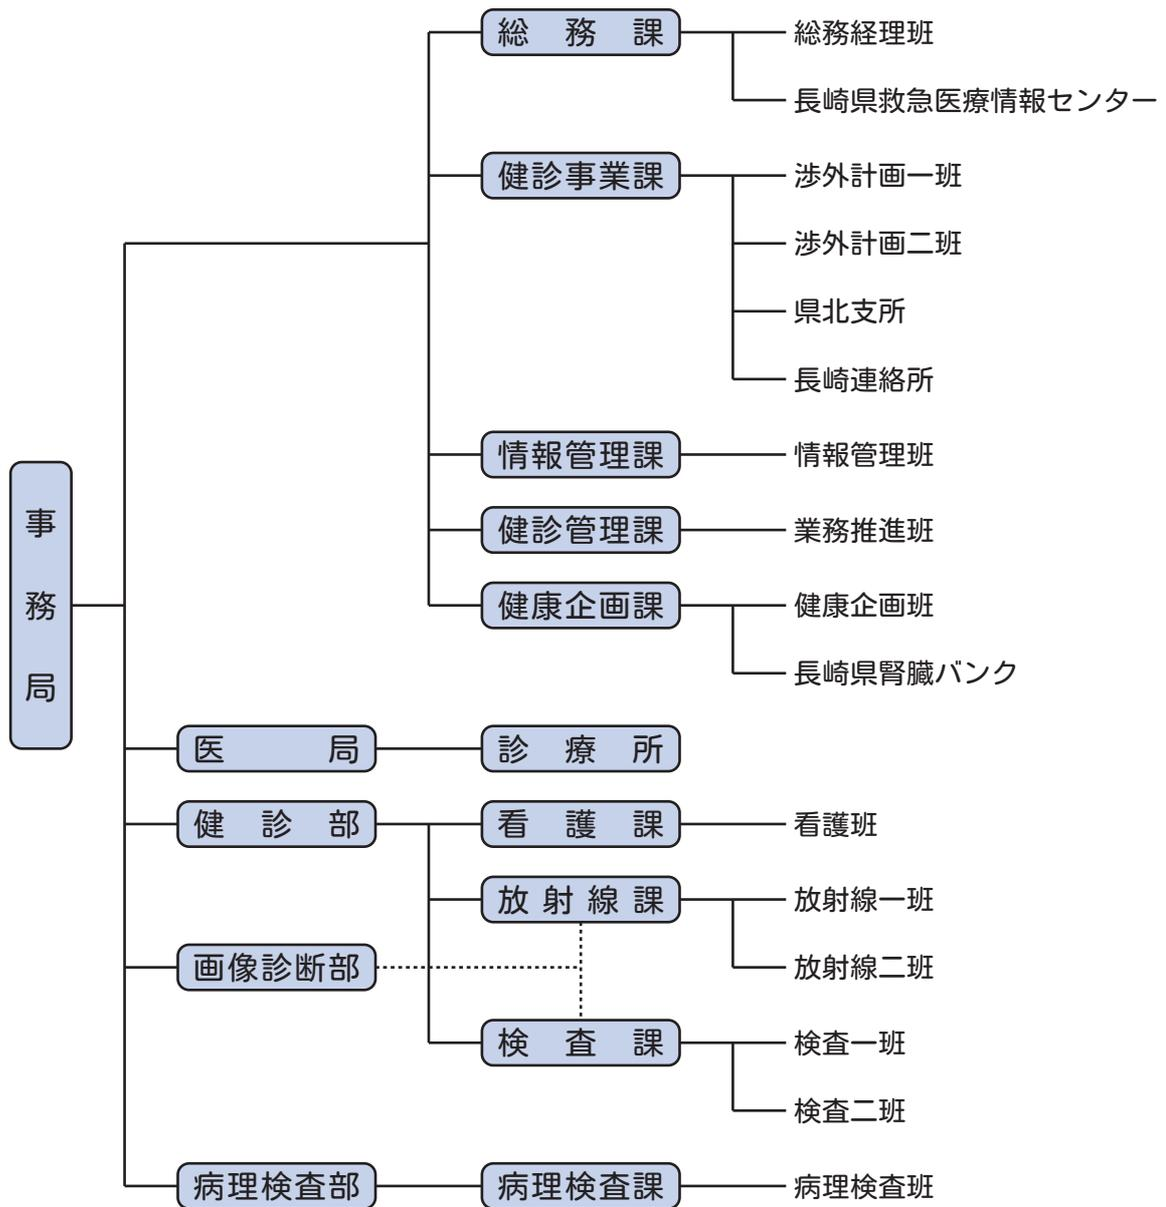 総務課
総務経理班
長崎県救急医療情報センター
健診事業課
渉外計画一班
渉外計画二班
県北支所
長崎連絡所
情報管理課
情報管理班
健診管理課
業務推進班
健康企画課
健康企画班
長崎県腎臓バンク
事務局
医局
診療所
健診部
看護課
看護班
放射線課
放射線一班
放射線二班
画像診断部
検査課
検査一班
検査二班
病理検査部
病理検査課
病理検査班